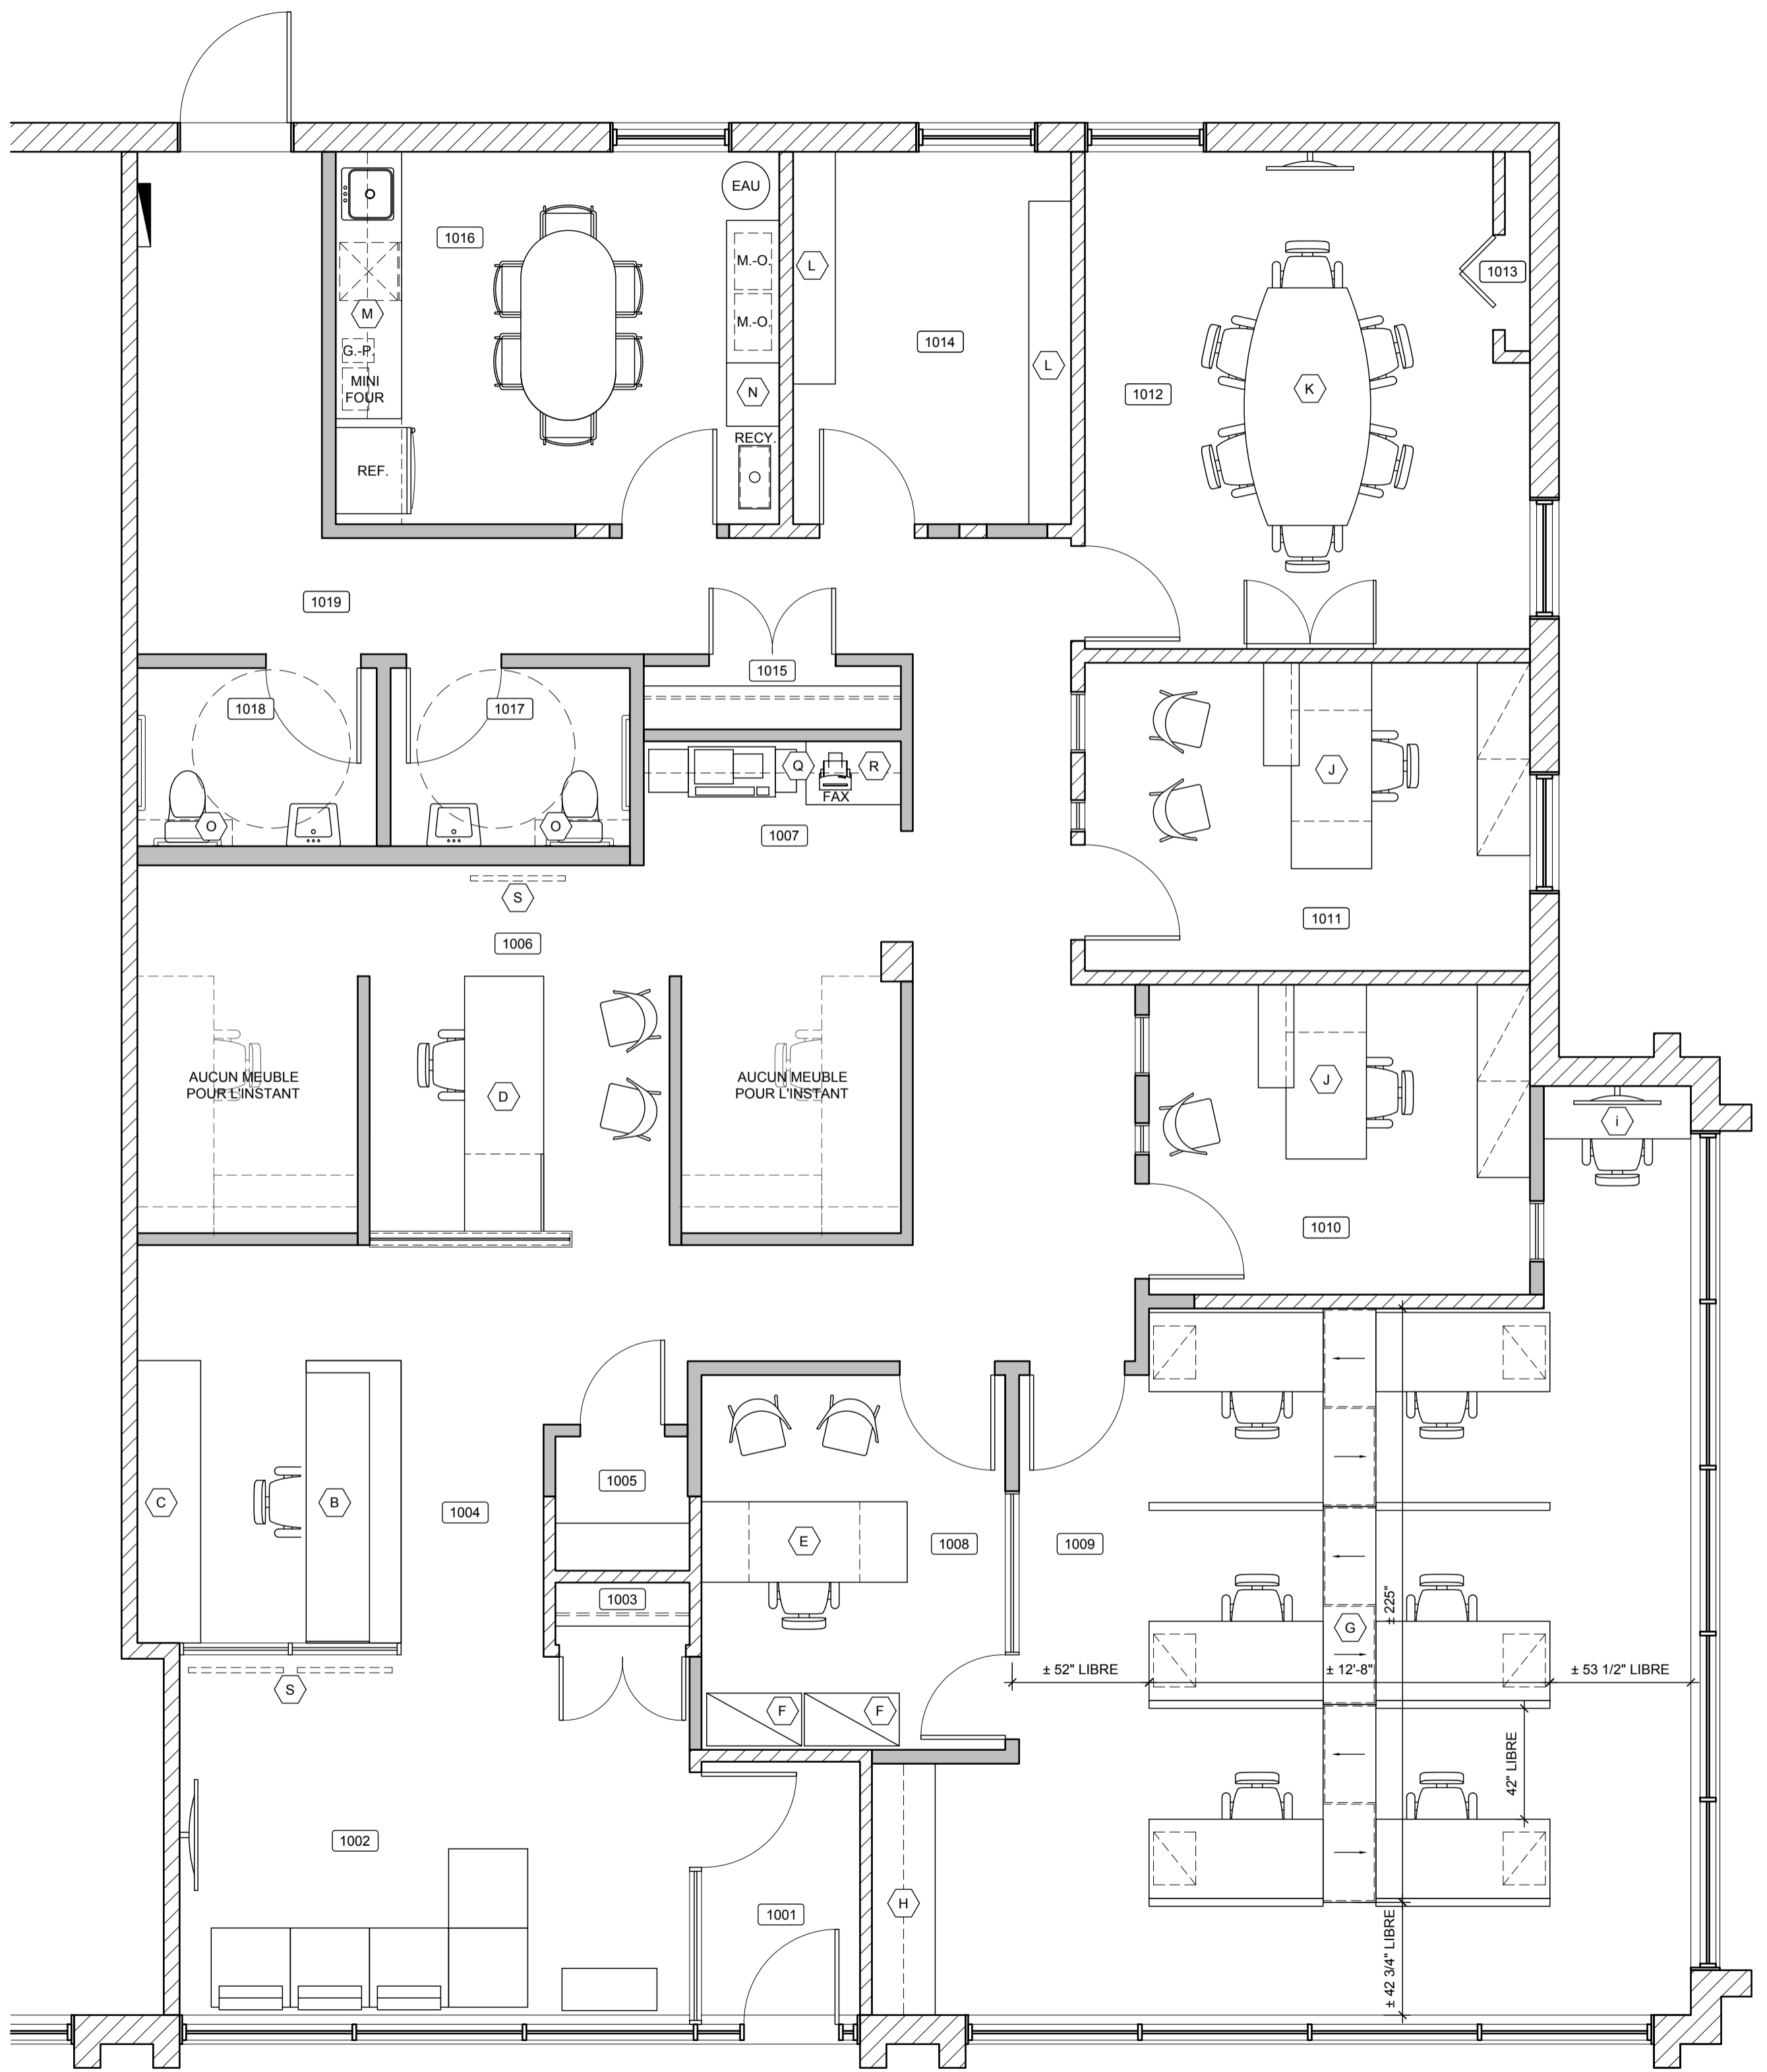 EAU
1016
M.-O.
L
1013
M
M.-O.
1014
G.-P.
L
MINI
FOUR
N
1012
K
RECY.
REF.
1019
1015
1018
1017
Q
R
J
FAX
O
O
1007
S
1011
1006
AUCUN MEUBLE
POUR L'INSTANT
D
AUCUN MEUBLE
POUR L'INSTANT
J
i
1010
1005
C
B
1004
E
1008
1009
1003
± 225"
G
± 52" LIBRE
± 12'-8"
± 53 1/2" LIBRE
S
F
F
42" LIBRE
1002
1001
H
± 42 3/4" LIBRE